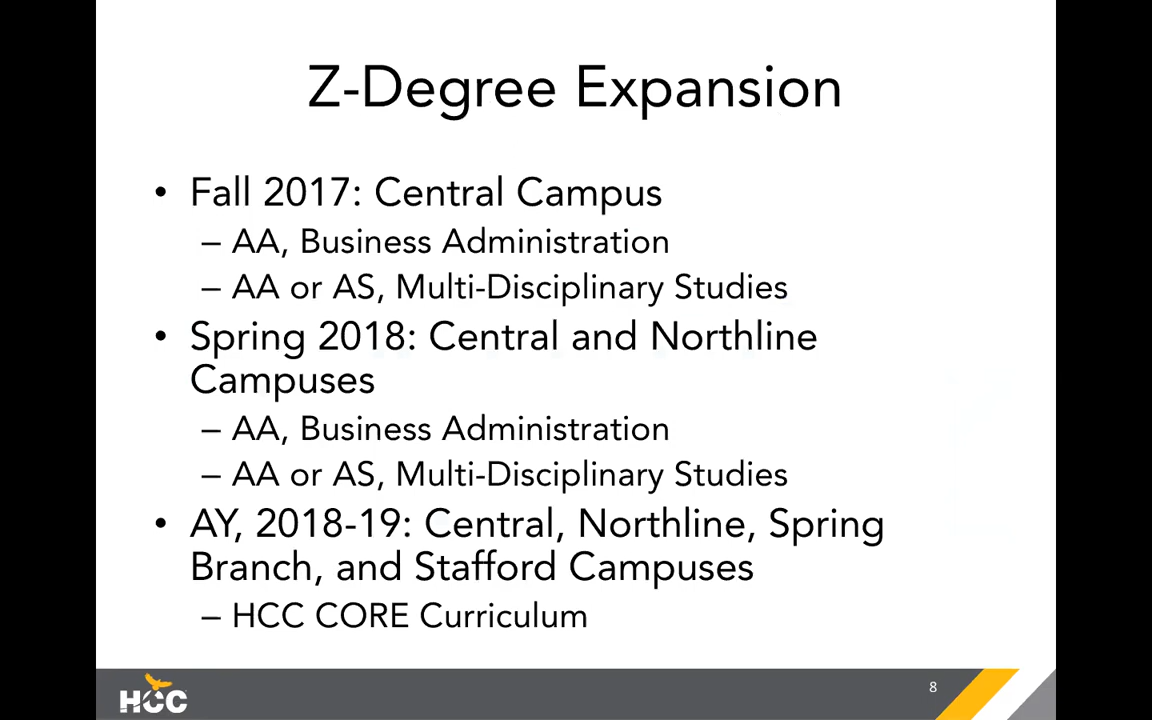 Z-Degree Expansion
• Fall 2017: Central Campus
– AA, Business Administration
– AA or AS, Multi-Disciplinary Studies
• Spring 2018: Central and Northline
Campuses
– AA, Business Administration
– AA or AS, Multi-Disciplinary Studies
• AY, 2018-19: Central, Northline, Spring
Branch, and Stafford Campuses
– HCC CORE Curriculum
HCC
8